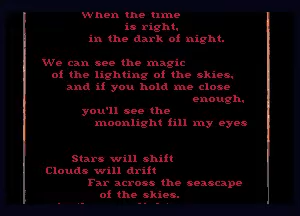 When the time
is right,
in the dark of night.
We can see the magic
of the lighting of the skies,
and if you hold me close
enough,
you'll see the
moonlight fill my eyes
Stars will shift
Clouds will drift
Far across the seascape
of the skies.